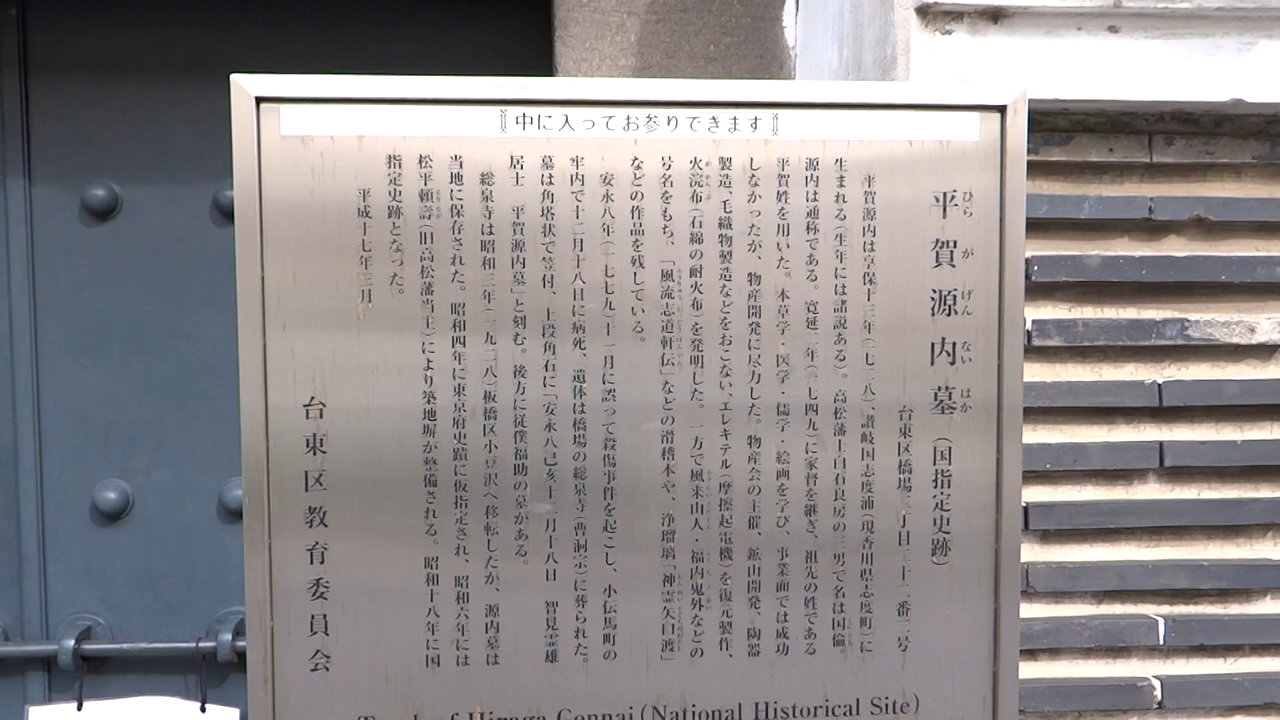 中に入ってお参りできます
平賀源内墓（国指定史跡）
ひらがげんないはか
台東区橋場二丁目二十二番二号
平賀源内は享保十三年（一七二八）、讃岐国志度浦（現香川県志度町）に
生まれる（生年には諸説ある）。高松藩士白石良房の三男で名は国倫。
源内は通称である。寛延二年（一七四九）に家督を継ぎ、祖先の姓である
平賀姓を用いた。本草学・医学・儒学・絵画を学び、事業面では成功
しなかったが、物産開発に尽力した。物産会の主催、鉱山開発、陶器
製造、毛織物製造などをおこない、エレキテル（摩擦起電機）を復元製作、
火浣布（石綿の耐火布）を発明した。一方で風来山人・福内鬼外などの
号名をもち、「風流志道軒伝」などの滑稽本や、浄瑠璃「神霊矢口渡」
などの作品を残している。
安永八年（一七七九）十一月に誤って殺傷事件を起こし、小伝馬町の
牢内で十二月十八日に病死、遺体は橋場の総泉寺（曹洞宗）に葬られた。
墓は角塔状で笠付、上段角石に「安永八己亥十二月十八日　智見霊雄
居士　平賀源内墓」と刻む。後方に従僕福助の墓がある。
総泉寺は昭和三年（一九二八）板橋区小豆沢へ移転したが、源内墓は
当地に保存された。昭和四年に東京府史蹟に仮指定され、昭和六年には
松平頼壽（旧高松藩当主）により築地塀が整備される。昭和十八年に国
指定史跡となった。
平成十七年三月
台東区教育委員会
Tomb of Hiraga Gennai (National Historical Site)